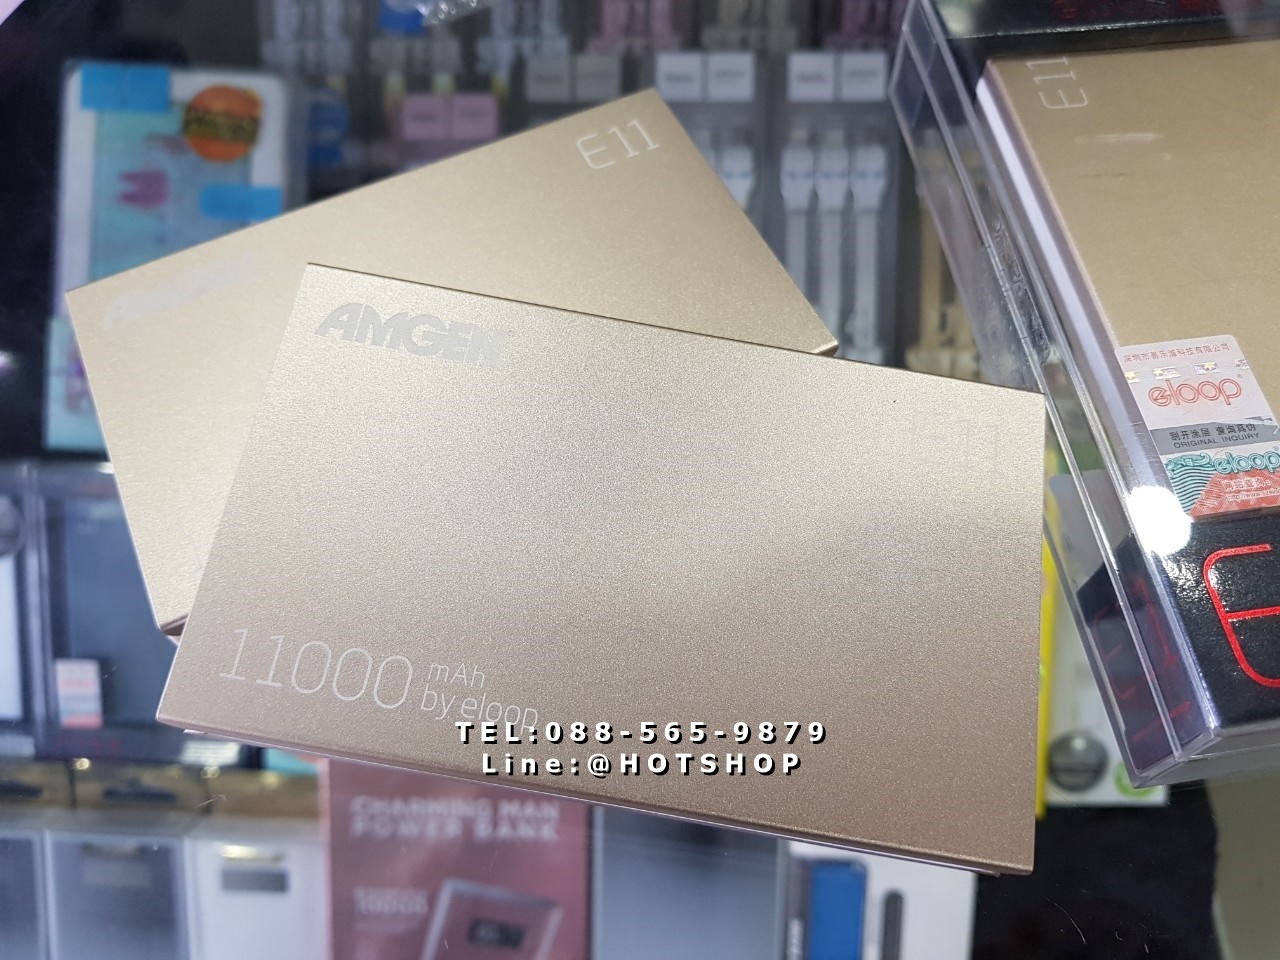 E11
AMGEN
11000 mAh
by eloop
TEL:088-565-9879
Line:@HOTSHOP
E11
eloop
ORIGINAL INQUIRY
eloop
E
CHARMING MAN
POWER BANK